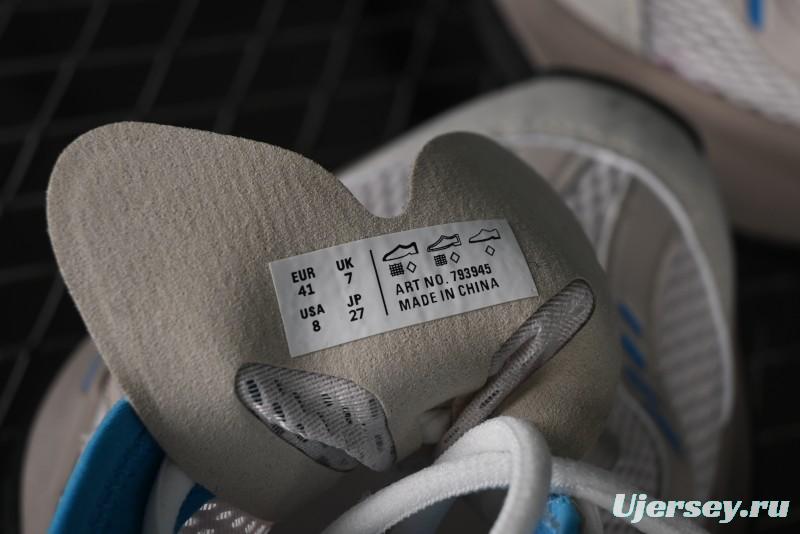 EUR UK
41 7
USA JP
8 27
ART NO. 793945
MADE IN CHINA
Ujersey.ru